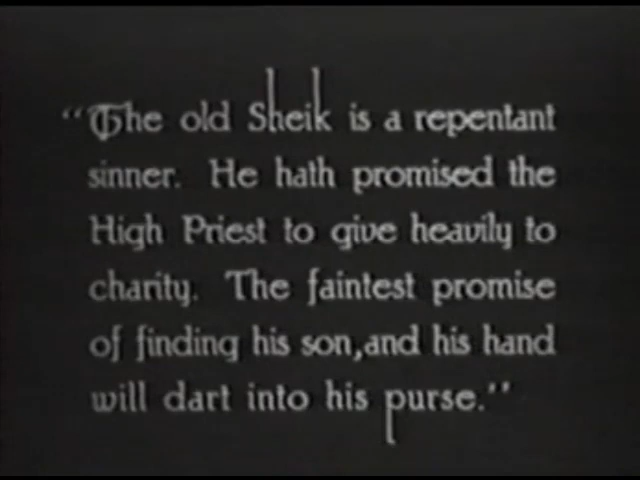 "The old Sheik is a repentant
sinner. He hath promised the
High Priest to give heavily to
charity. The faintest promise
of finding his son,and his hand
will dart into his purse."